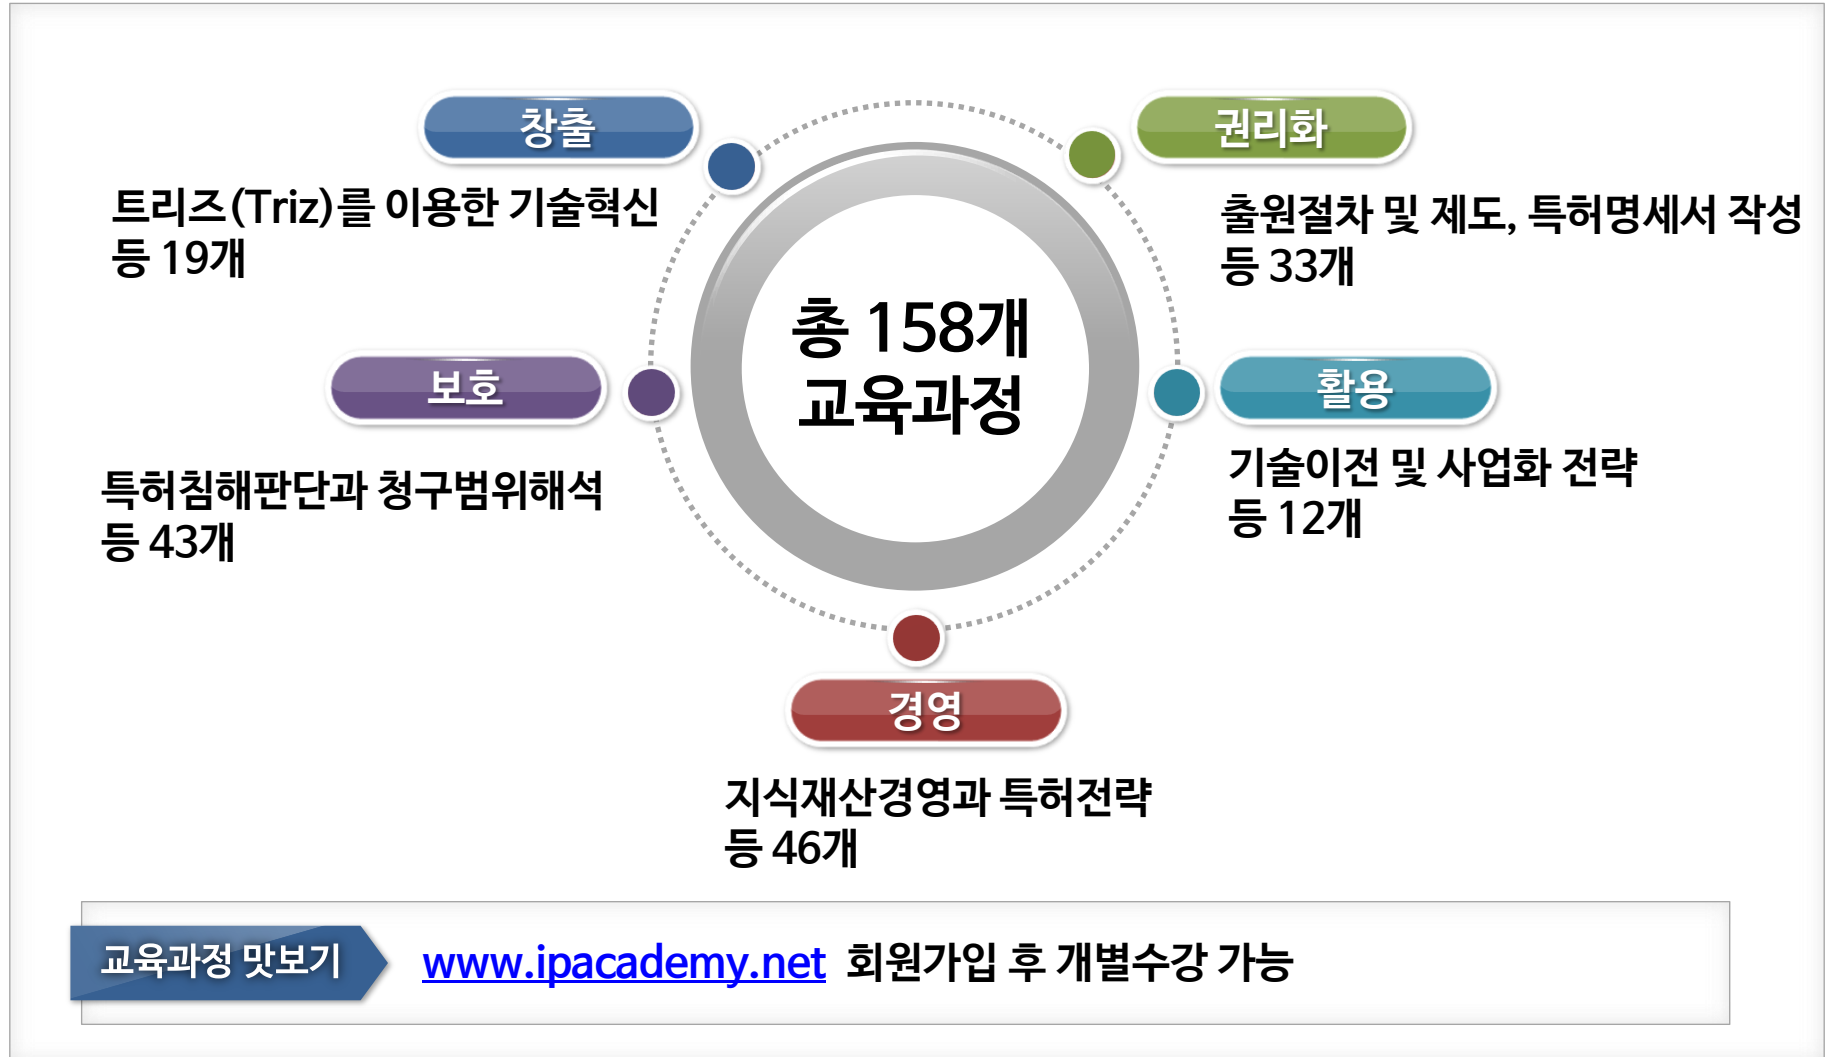 창출
트리즈(Triz)를 이용한 기술혁신
등 19개
권리화
출원절차 및 제도, 특허명세서 작성
등 33개
총 158개
교육과정
보호
특허침해판단과 청구범위해석
등 43개
활용
기술이전 및 사업화 전략
등 12개
경영
지식재산경영과 특허전략
등 46개
교육과정 맛보기
www.ipacademy.net 회원가입 후 개별수강 가능